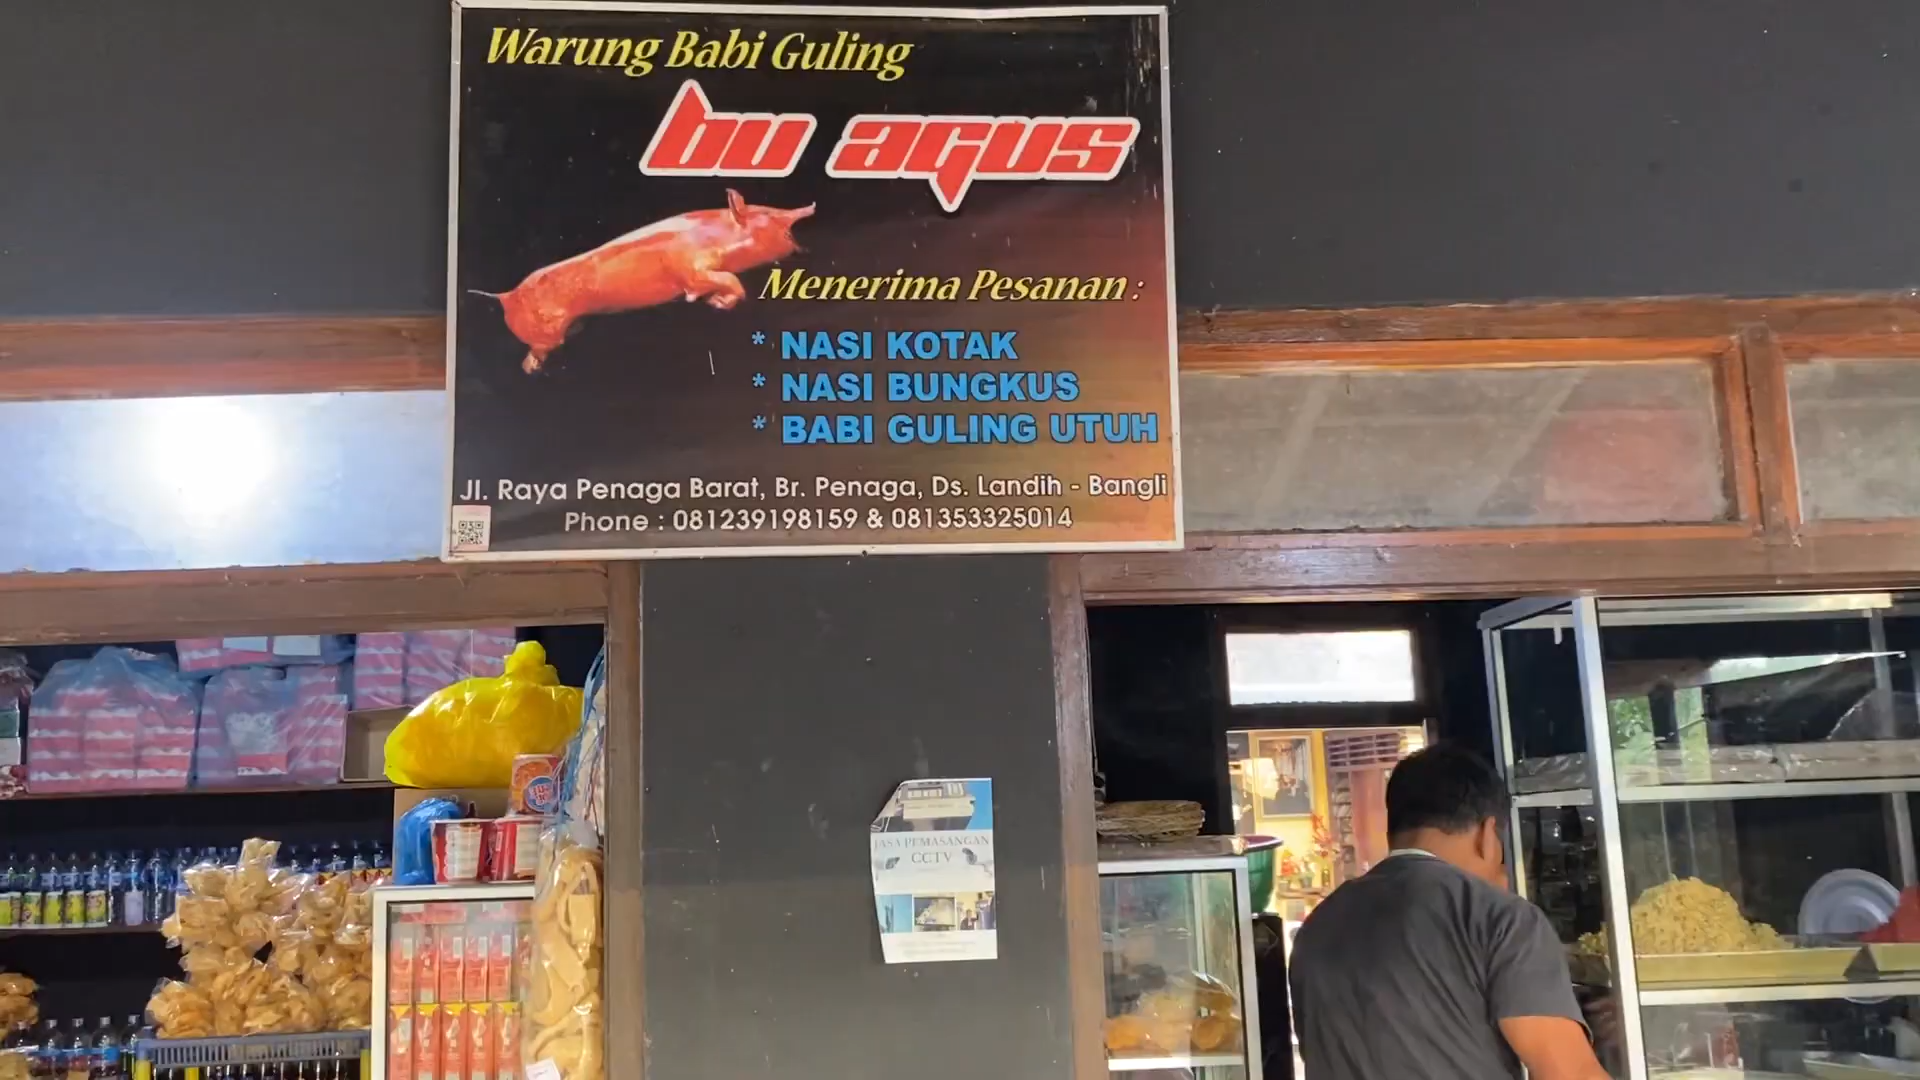 Warung Babi Guling
bu agus
Menerima Pesanan :
* NASI KOTAK
* NASI BUNGKUS
* BABI GULING UTUH
Jl. Raya Penaga Barat, Br. Penaga, Ds. Landih - Bangli
Phone : 081239198159 & 081353325014
JASA PEMASANGAN
CCTV